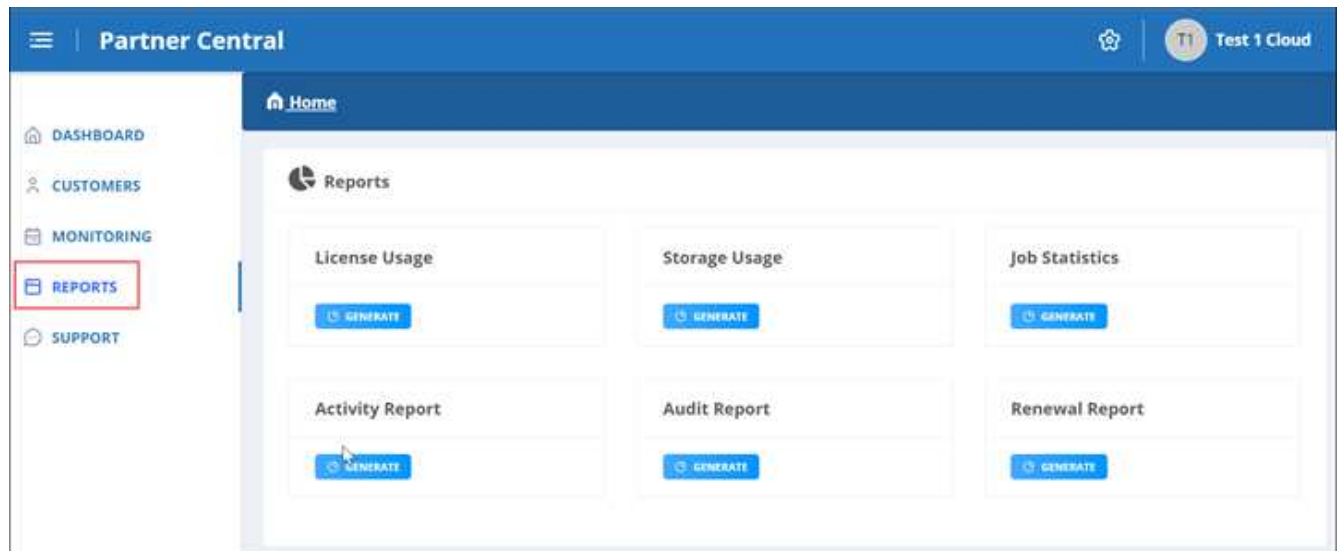 Partner Central
T1 Test 1 Cloud
Home
DASHBOARD
CUSTOMERS
MONITORING
REPORTS
SUPPORT
Reports
License Usage
GENERATE
Storage Usage
GENERATE
Job Statistics
GENERATE
Activity Report
GENERATE
Audit Report
GENERATE
Renewal Report
GENERATE